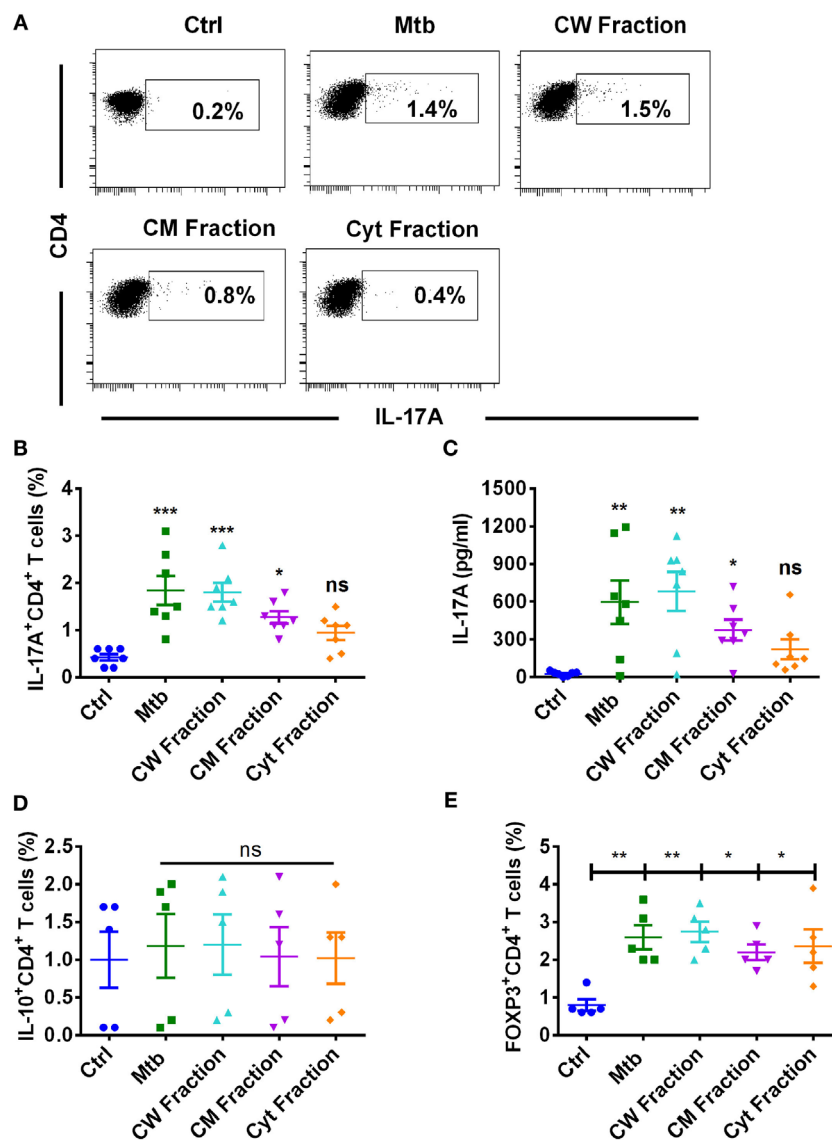 A
Ctrl
Mtb
CW Fraction
0.2%
1.4%
1.5%
CM Fraction
Cyt Fraction
0.8%
0.4%
CD4
IL-17A
B
IL-17A⁺CD4⁺ T cells (%)
4
3
2
1
0
***
***
*
ns
Ctrl
Mtb
CW Fraction
CM Fraction
Cyt Fraction
C
IL-17A (pg/ml)
1500
1200
900
600
300
0
**
**
*
ns
Ctrl
Mtb
CW Fraction
CM Fraction
Cyt Fraction
D
IL-10⁺CD4⁺ T cells (%)
2.5
2.0
1.5
1.0
0.5
0.0
ns
Ctrl
Mtb
CW Fraction
CM Fraction
Cyt Fraction
E
FOXP3⁺CD4⁺ T cells (%)
5
4
3
2
1
0
**
**
*
*
Ctrl
Mtb
CW Fraction
CM Fraction
Cyt Fraction